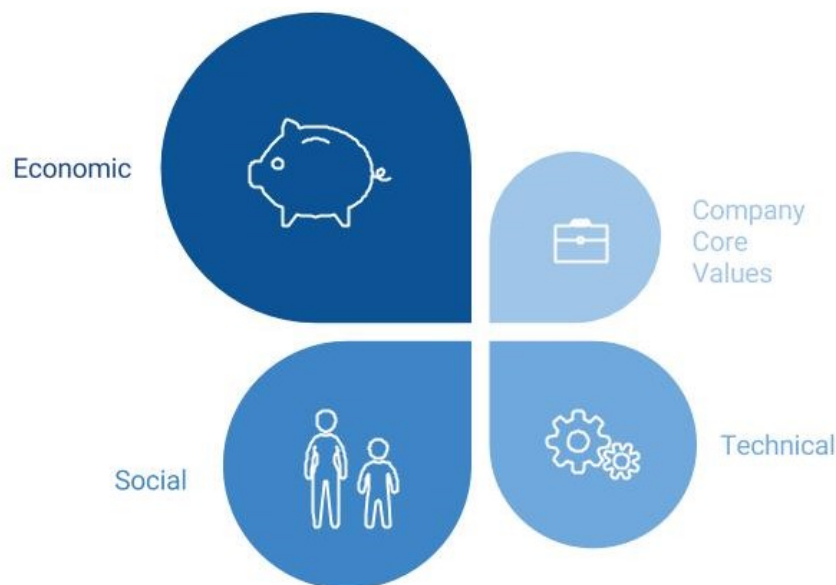 Economic
Company
Core
Values
Social
Technical